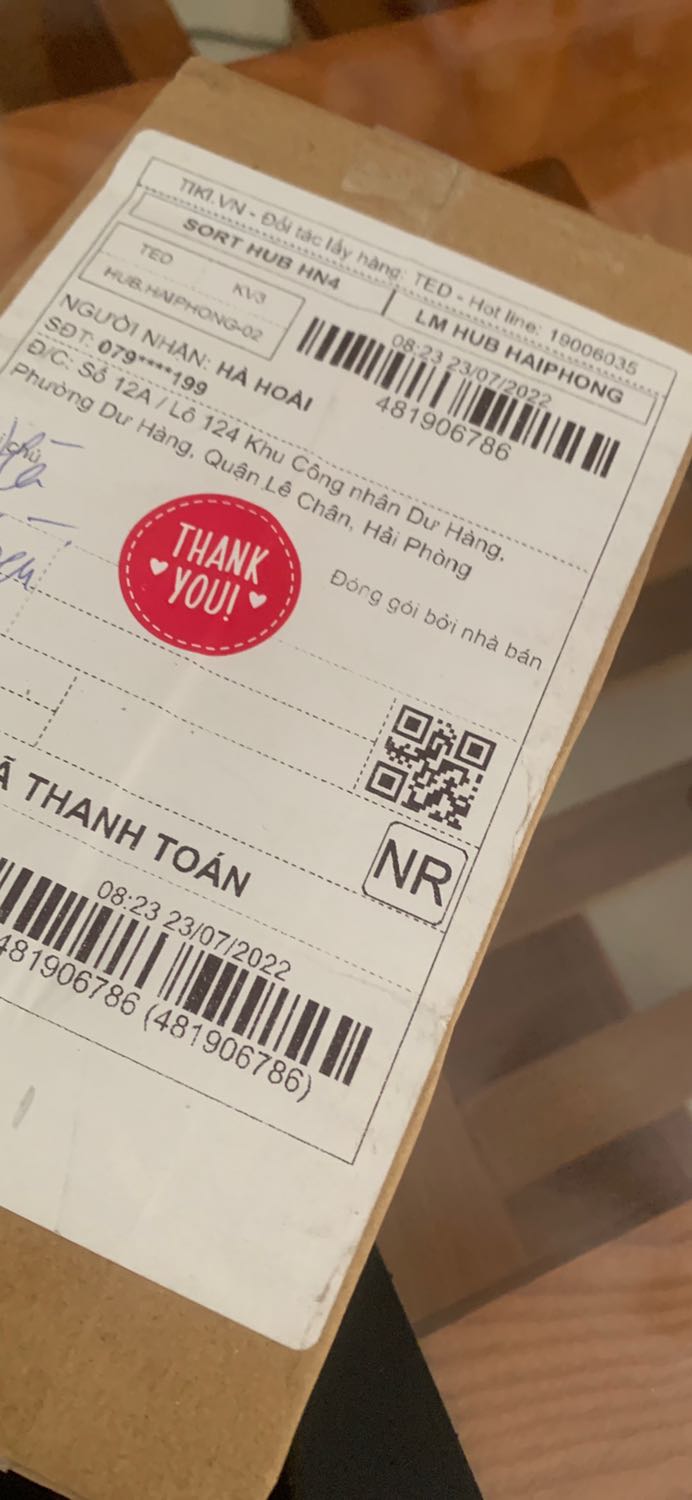 TIKI.VN - Đối tác lấy hàng: TED - Hot line: 19006035
SORT HUB HN4
LM HUB HAIPHONG
TED KV3
HUB.HAIPHONG-02
08:23 23/07/2022
481906786
NGƯỜI NHẬN: HÀ HOÀI
SĐT: 079****199
Đ/C: Số 12A / Lô 124 Khu Công nhân Dư Hàng,
Phường Dư Hàng, Quận Lê Chân, Hải Phòng
chú
THANK
YOU!
Đóng gói bởi nhà bán
Ã THANH TOÁN
NR
08:23 23/07/2022
481906786 (481906786)